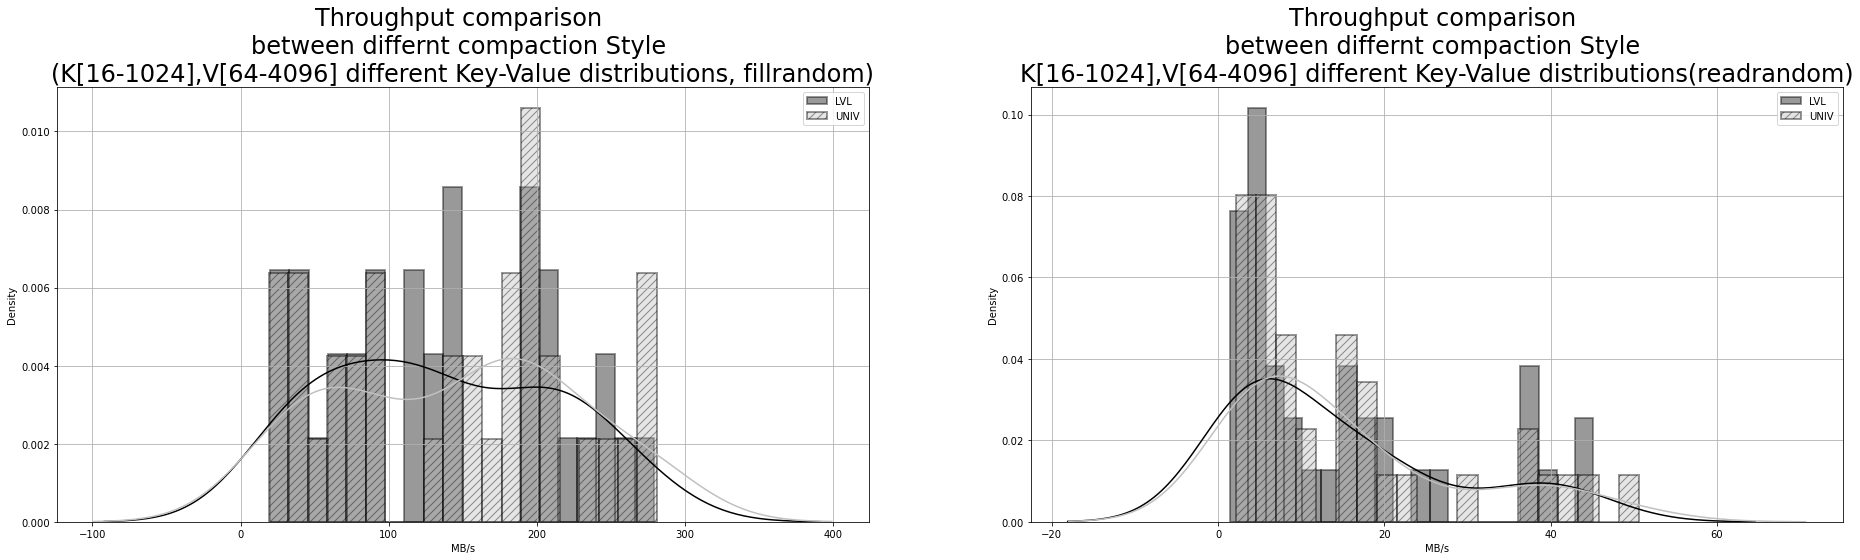 Throughput comparison
between differnt compaction Style
(K[16-1024],V[64-4096] different Key-Value distributions, fillrandom)
LVL
UNIV
0.010
0.008
0.006
0.004
0.002
0.000
Density
−100
0
100
200
300
400
MB/s
Throughput comparison
between differnt compaction Style
K[16-1024],V[64-4096] different Key-Value distributions(readrandom)
LVL
UNIV
0.10
0.08
0.06
0.04
0.02
0.00
Density
−20
0
20
40
60
MB/s